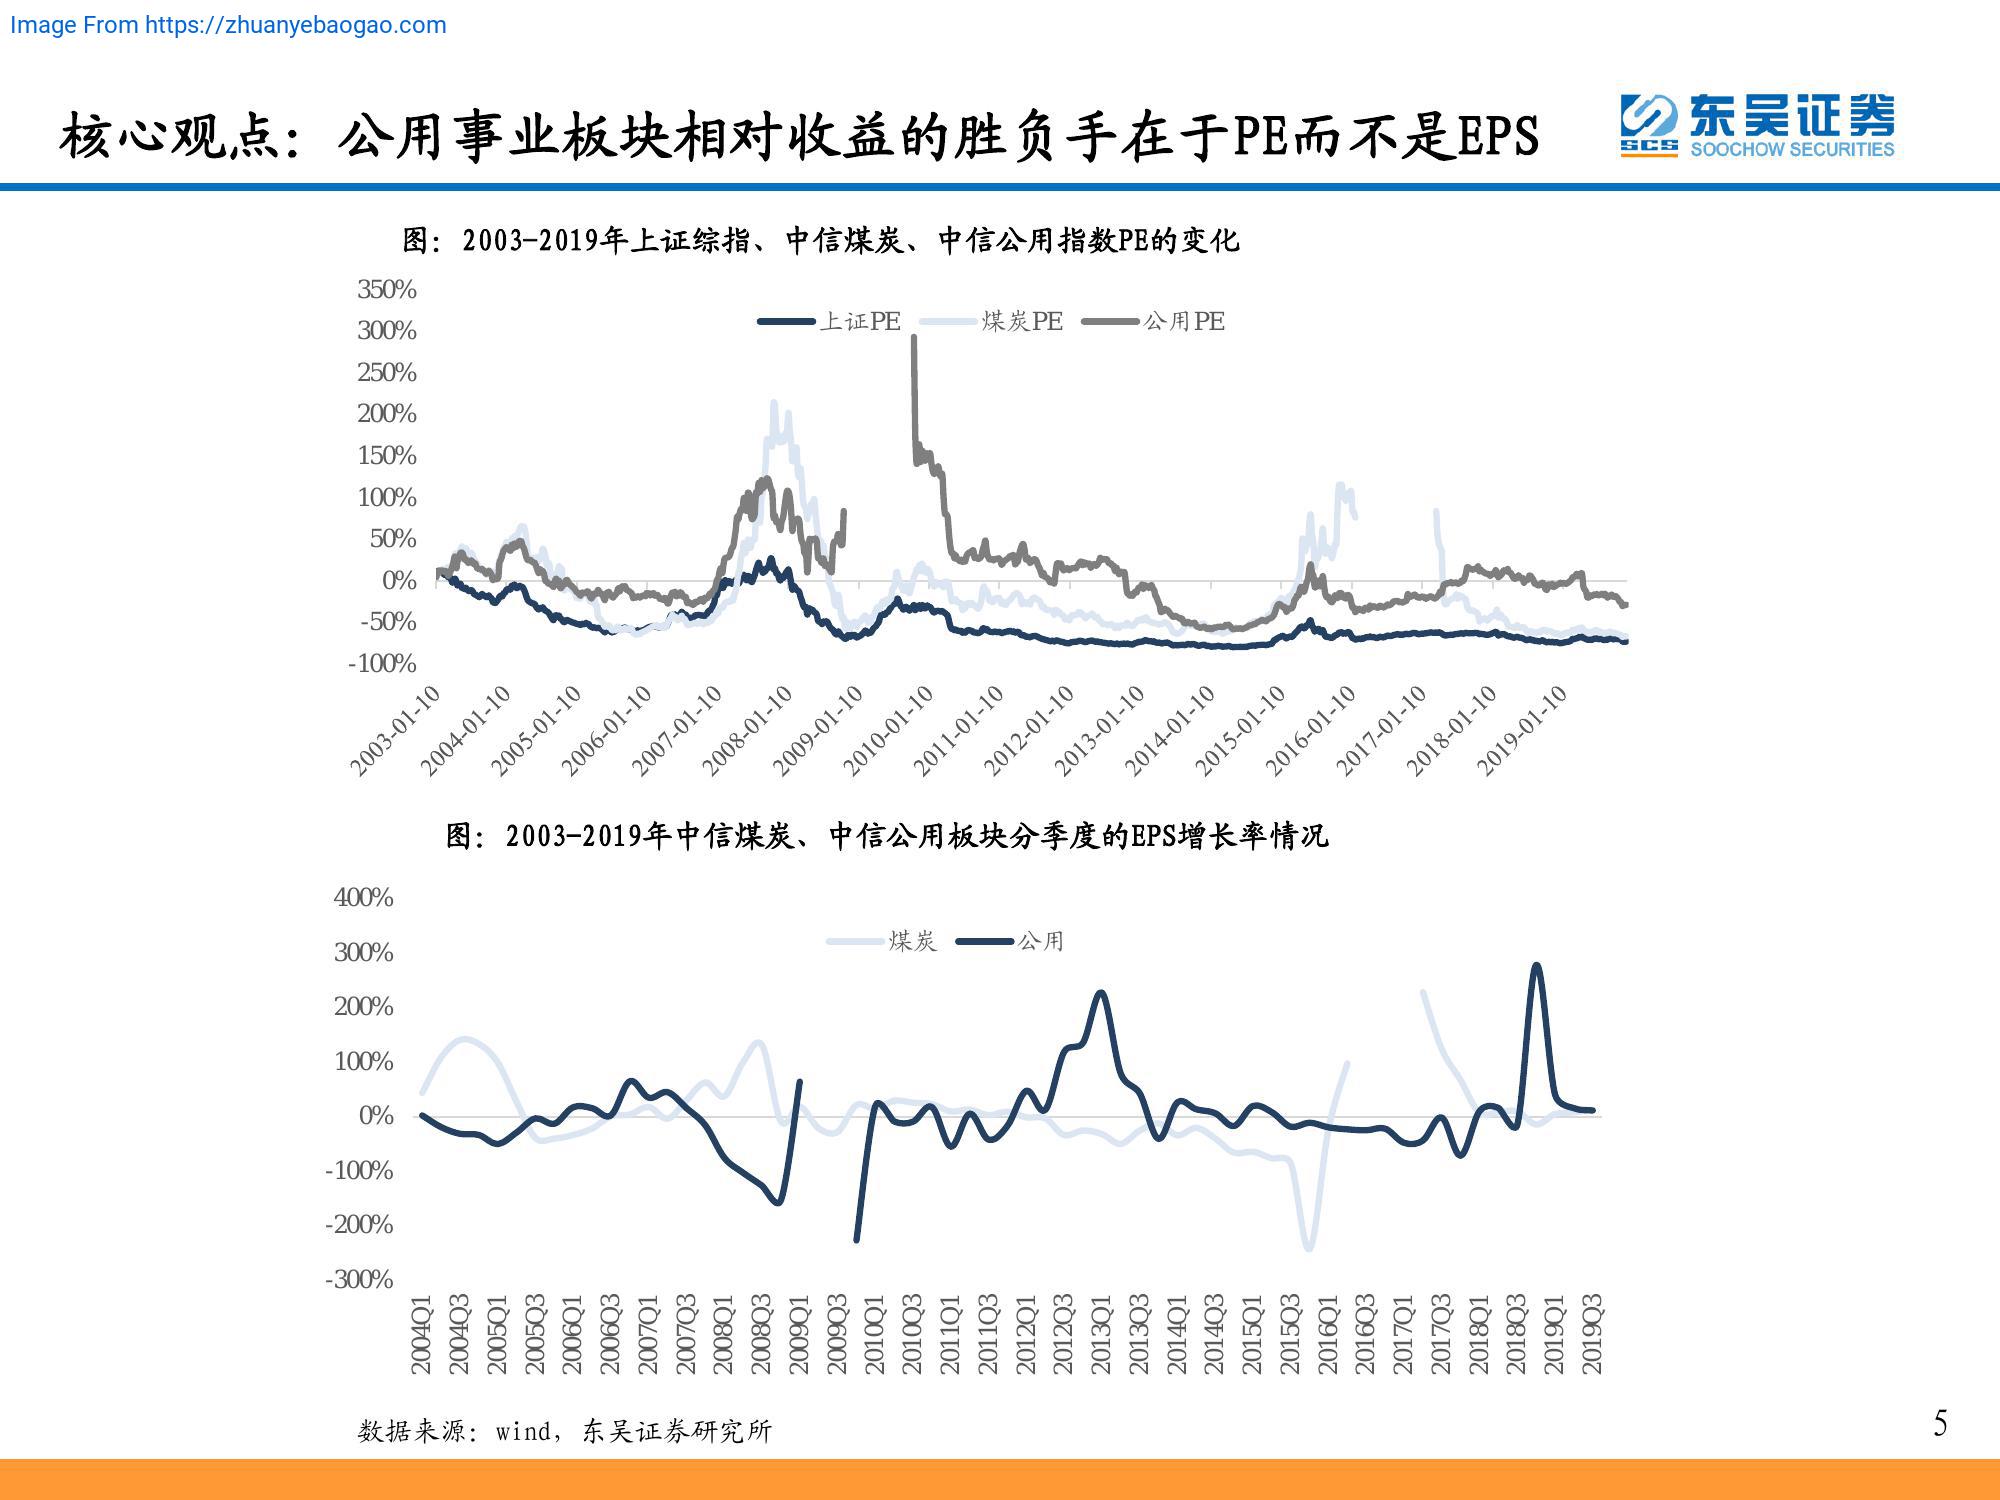 Image From https://zhuanyebaogao.com
核心观点：公用事业板块相对收益的胜负手在于PE而不是EPS
东吴证券
SCS
SOOCHOW SECURITIES
图：2003-2019年上证综指、中信煤炭、中信公用指数PE的变化
350%
300%
250%
200%
150%
100%
50%
0%
-50%
-100%
上证PE 煤炭PE 公用PE
2003-01-10
2004-01-10
2005-01-10
2006-01-10
2007-01-10
2008-01-10
2009-01-10
2010-01-10
2011-01-10
2012-01-10
2013-01-10
2014-01-10
2015-01-10
2016-01-10
2017-01-10
2018-01-10
2019-01-10
图：2003-2019年中信煤炭、中信公用板块分季度的EPS增长率情况
400%
300%
200%
100%
0%
-100%
-200%
-300%
煤炭 公用
2004Q1
2004Q3
2005Q1
2005Q3
2006Q1
2006Q3
2007Q1
2007Q3
2008Q1
2008Q3
2009Q1
2009Q3
2010Q1
2010Q3
2011Q1
2011Q3
2012Q1
2012Q3
2013Q1
2013Q3
2014Q1
2014Q3
2015Q1
2015Q3
2016Q1
2016Q3
2017Q1
2017Q3
2018Q1
2018Q3
2019Q1
2019Q3
数据来源：wind，东吴证券研究所
5